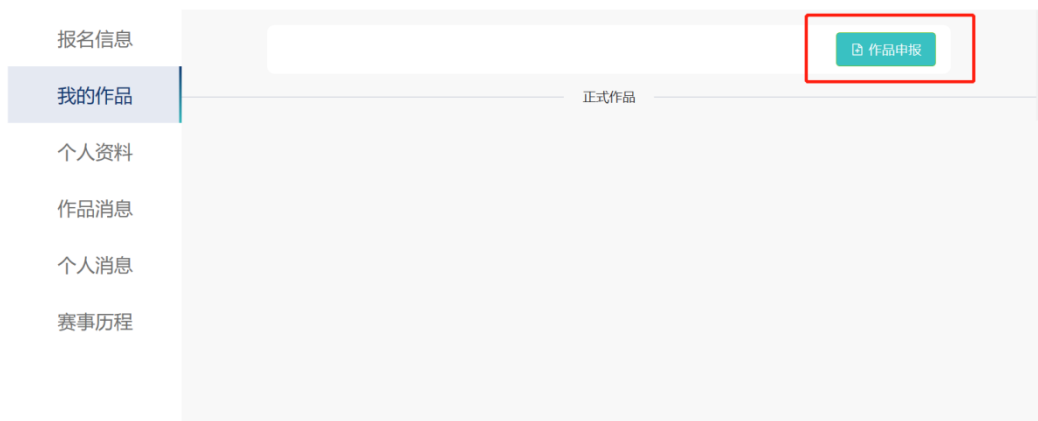 报名信息
作品申报
我的作品
正式作品
个人资料
作品消息
个人消息
赛事历程